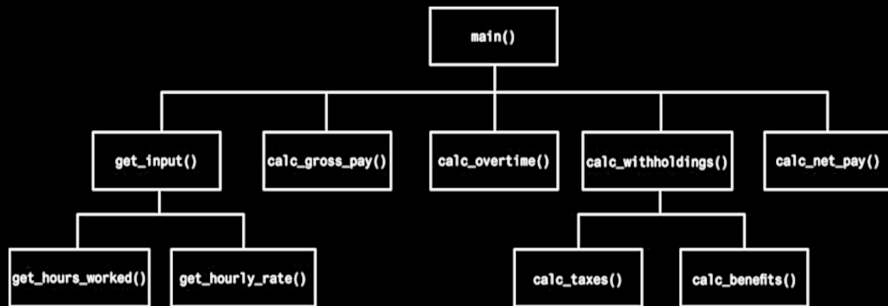 main()
get_input()
calc_gross_pay()
calc_overtime()
calc_withholdings()
calc_net_pay()
get_hours_worked()
get_hourly_rate()
calc_taxes()
calc_benefits()